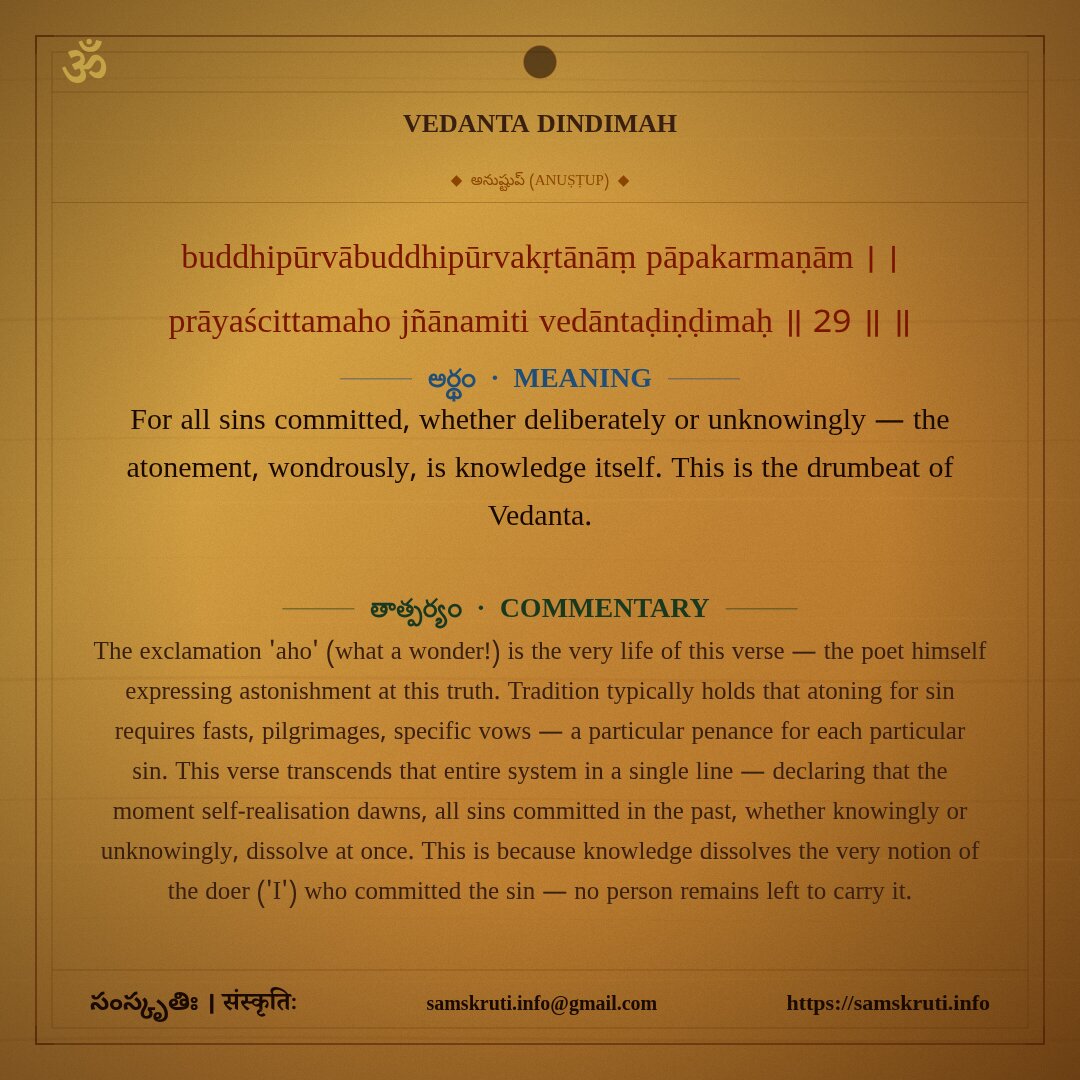 ॐ
VEDANTA DINDIMAH
◆ అనుష్టుప్ (ANUṢṬUP) ◆
buddhipūrvābuddhipūrvakṛtānāṃ pāpakarmaṇām | |
prāyaścittamaho jñānamiti vedāntaḍiṇḍimaḥ || 29 || ||
అర్థం · MEANING
For all sins committed, whether deliberately or unknowingly — the
atonement, wondrously, is knowledge itself. This is the drumbeat of
Vedanta.
తాత్పర్యం · COMMENTARY
The exclamation 'aho' (what a wonder!) is the very life of this verse — the poet himself
expressing astonishment at this truth. Tradition typically holds that atoning for sin
requires fasts, pilgrimages, specific vows — a particular penance for each particular
sin. This verse transcends that entire system in a single line — declaring that the
moment self-realisation dawns, all sins committed in the past, whether knowingly or
unknowingly, dissolve at once. This is because knowledge dissolves the very notion of
the doer ('I') who committed the sin — no person remains left to carry it.
సంస్కృతిః | संस्कृतिः samskruti.info@gmail.com https://samskruti.info